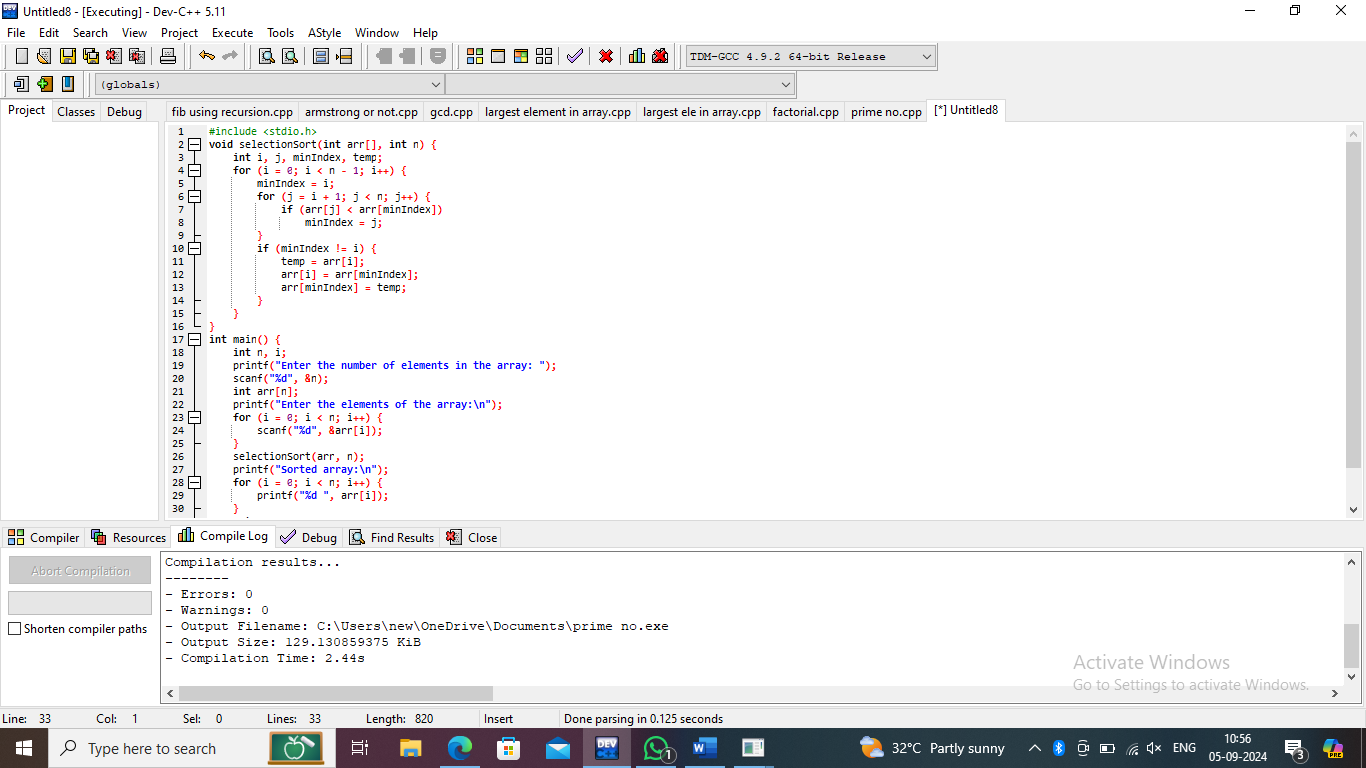 Untitled8 - [Executing] - Dev-C++ 5.11
File Edit Search View Project Execute Tools AStyle Window Help
TDM-GCC 4.9.2 64-bit Release
(globals)
Project Classes Debug
fib using recursion.cpp armstrong or not.cpp gcd.cpp largest element in array.cpp largest ele in array.cpp factorial.cpp prime no.cpp [*] Untitled8
1 #include <stdio.h>
2 void selectionSort(int arr[], int n) {
3 int i, j, minIndex, temp;
4 for (i = 0; i < n - 1; i++) {
5 minIndex = i;
6 for (j = i + 1; j < n; j++) {
7 if (arr[j] < arr[minIndex])
8 minIndex = j;
9 }
10 if (minIndex != i) {
11 temp = arr[i];
12 arr[i] = arr[minIndex];
13 arr[minIndex] = temp;
14 }
15 }
16 }
17 int main() {
18 int n, i;
19 printf("Enter the number of elements in the array: ");
20 scanf("%d", &n);
21 int arr[n];
22 printf("Enter the elements of the array:\n");
23 for (i = 0; i < n; i++) {
24 scanf("%d", &arr[i]);
25 }
26 selectionSort(arr, n);
27 printf("Sorted array:\n");
28 for (i = 0; i < n; i++) {
29 printf("%d ", arr[i]);
30 }
Compiler Resources Compile Log Debug Find Results Close
Abort Compilation
Shorten compiler paths
Compilation results...
--------
- Errors: 0
- Warnings: 0
- Output Filename: C:\Users\new\OneDrive\Documents\prime no.exe
- Output Size: 129.130859375 KiB
- Compilation Time: 2.44s
Activate Windows
Go to Settings to activate Windows.
Line: 33 Col: 1 Sel: 0 Lines: 33 Length: 820 Insert Done parsing in 0.125 seconds
Type here to search
DEV
1
32°C Partly sunny
ENG
10:56
05-09-2024
3
PRE